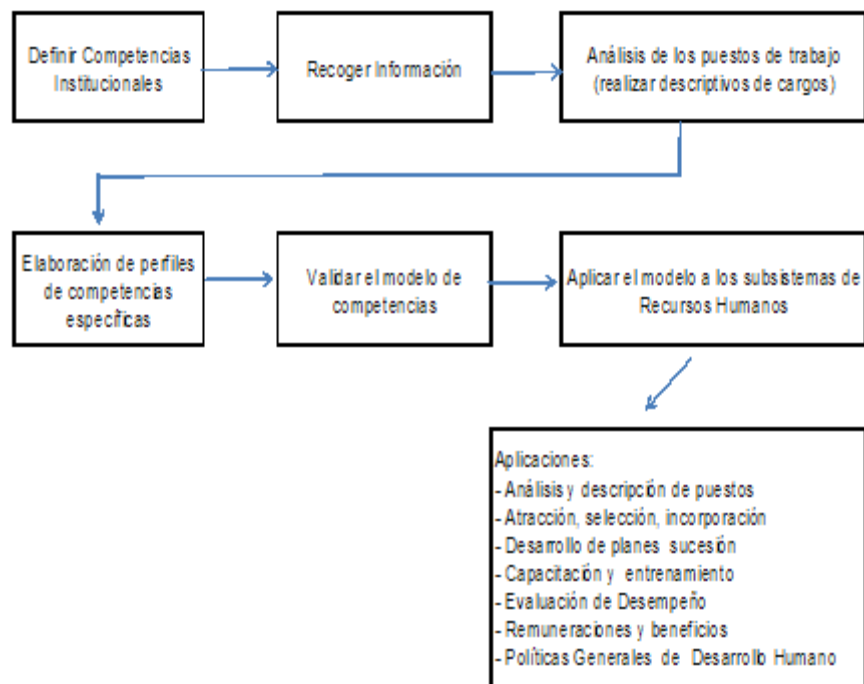 Definir Competencias
Institucionales
Recoger Información
Análisis de los puestos de trabajo
(realizar descriptivos de cargos)
Elaboración de perfiles
de competencias
específicas
Validar el modelo de
competencias
Aplicar el modelo a los subsistemas de
Recursos Humanos
Aplicaciones:
- Análisis y descripción de puestos
- Atracción, selección, incorporación
- Desarrollo de planes sucesión
- Capacitación y entrenamiento
- Evaluación de Desempeño
- Remuneraciones y beneficios
- Políticas Generales de Desarrollo Humano